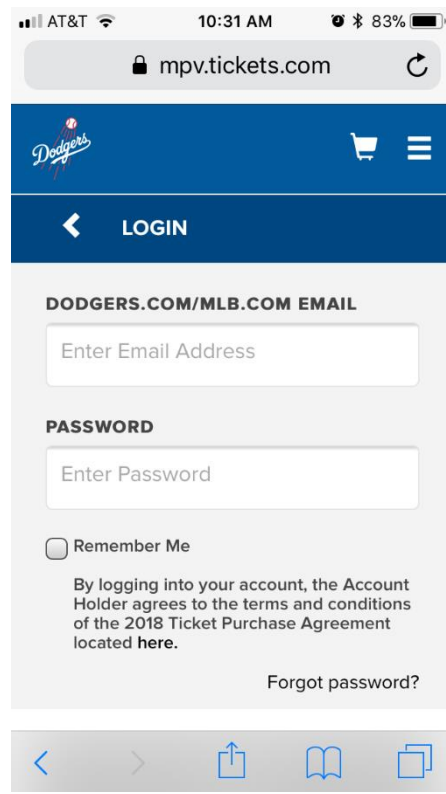 AT&T 10:31 AM 83%
mpv.tickets.com
Dodgers
LOGIN
DODGERS.COM/MLB.COM EMAIL
Enter Email Address
PASSWORD
Enter Password
Remember Me
By logging into your account, the Account
Holder agrees to the terms and conditions
of the 2018 Ticket Purchase Agreement
located here.
Forgot password?